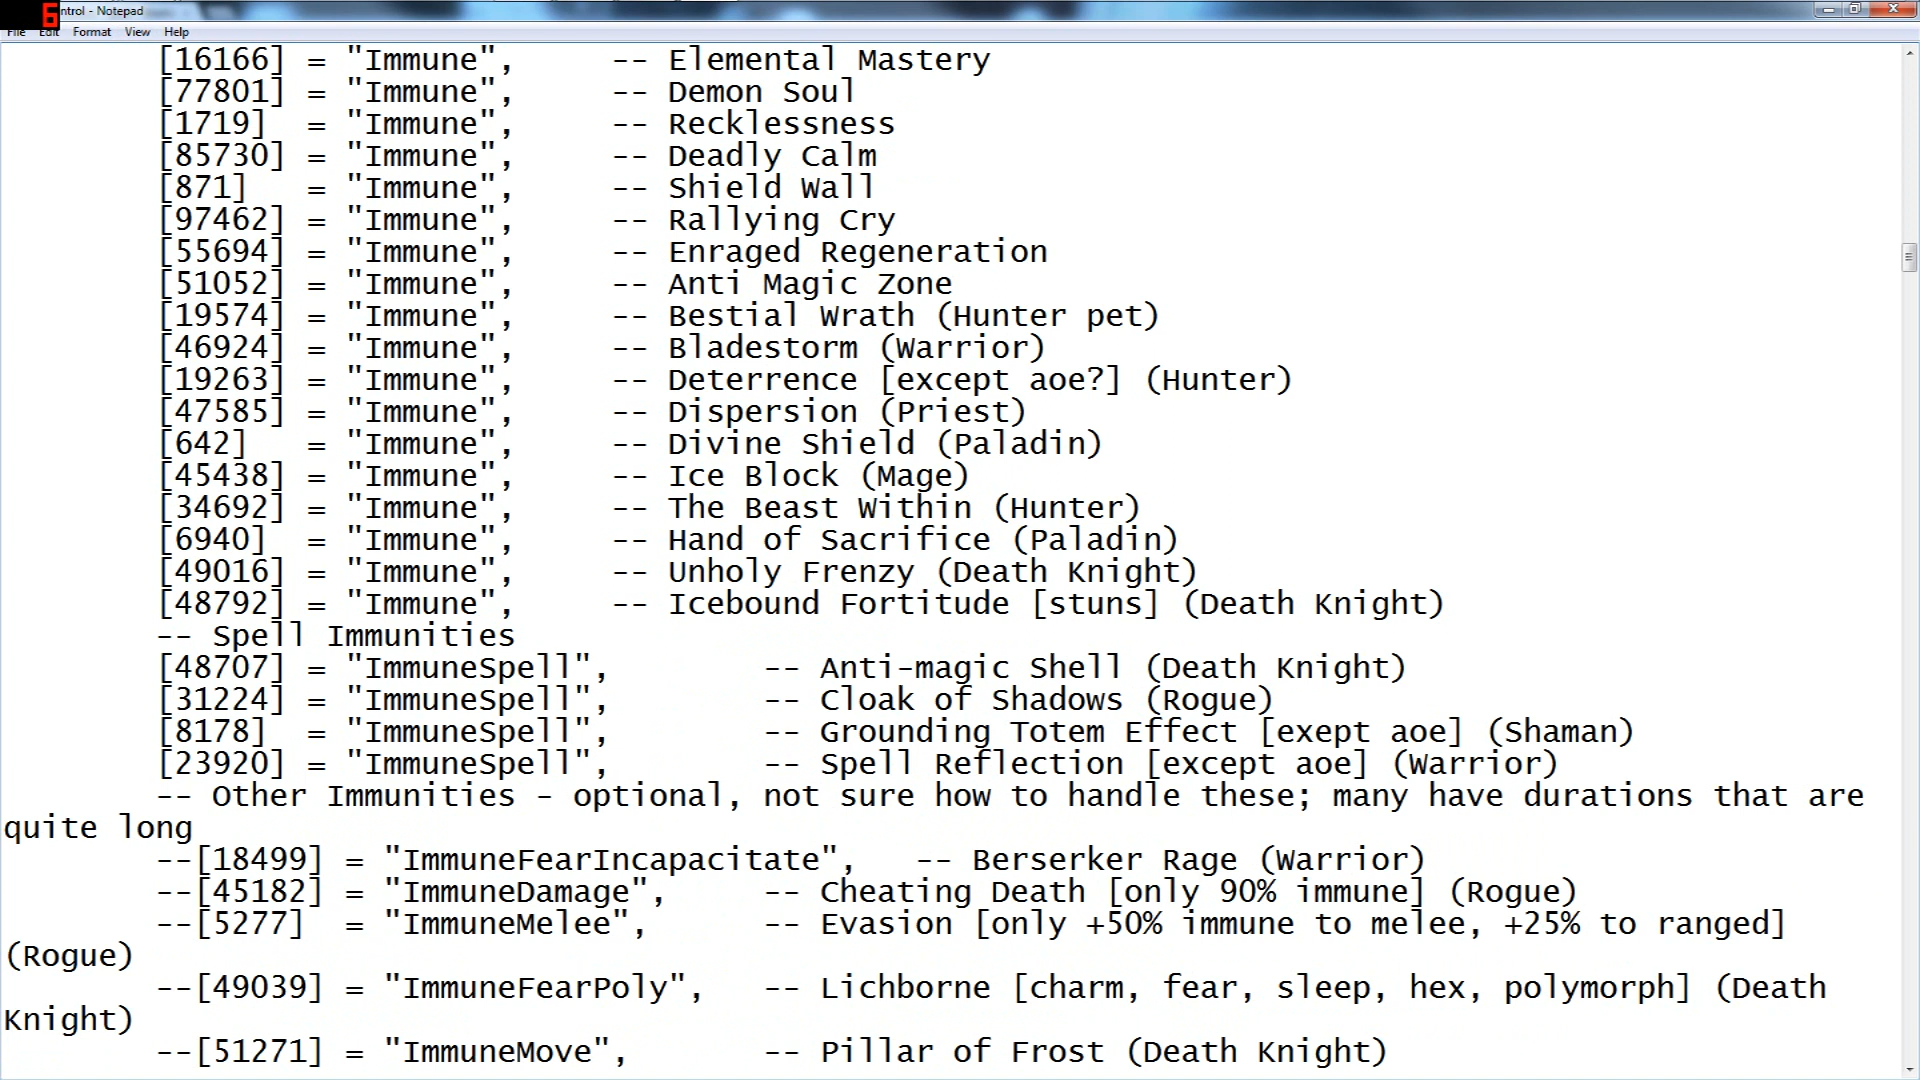 6
ntrol - Notepad
File Edit Format View Help
[16166] = "Immune", -- Elemental Mastery
[77801] = "Immune", -- Demon Soul
[1719] = "Immune", -- Recklessness
[85730] = "Immune", -- Deadly Calm
[871] = "Immune", -- Shield Wall
[97462] = "Immune", -- Rallying Cry
[55694] = "Immune", -- Enraged Regeneration
[51052] = "Immune", -- Anti Magic Zone
[19574] = "Immune", -- Bestial Wrath (Hunter pet)
[46924] = "Immune", -- Bladestorm (Warrior)
[19263] = "Immune", -- Deterrence [except aoe?] (Hunter)
[47585] = "Immune", -- Dispersion (Priest)
[642] = "Immune", -- Divine Shield (Paladin)
[45438] = "Immune", -- Ice Block (Mage)
[34692] = "Immune", -- The Beast Within (Hunter)
[6940] = "Immune", -- Hand of Sacrifice (Paladin)
[49016] = "Immune", -- Unholy Frenzy (Death Knight)
[48792] = "Immune", -- Icebound Fortitude [stuns] (Death Knight)
-- Spell Immunities
[48707] = "ImmuneSpell", -- Anti-magic Shell (Death Knight)
[31224] = "ImmuneSpell", -- Cloak of Shadows (Rogue)
[8178] = "ImmuneSpell", -- Grounding Totem Effect [exept aoe] (Shaman)
[23920] = "ImmuneSpell", -- Spell Reflection [except aoe] (Warrior)
-- Other Immunities - optional, not sure how to handle these; many have durations that are
quite long
--[18499] = "ImmuneFearIncapacitate", -- Berserker Rage (Warrior)
--[45182] = "ImmuneDamage", -- Cheating Death [only 90% immune] (Rogue)
--[5277] = "ImmuneMelee", -- Evasion [only +50% immune to melee, +25% to ranged]
(Rogue)
--[49039] = "ImmuneFearPoly", -- Lichborne [charm, fear, sleep, hex, polymorph] (Death
Knight)
--[51271] = "ImmuneMove", -- Pillar of Frost (Death Knight)